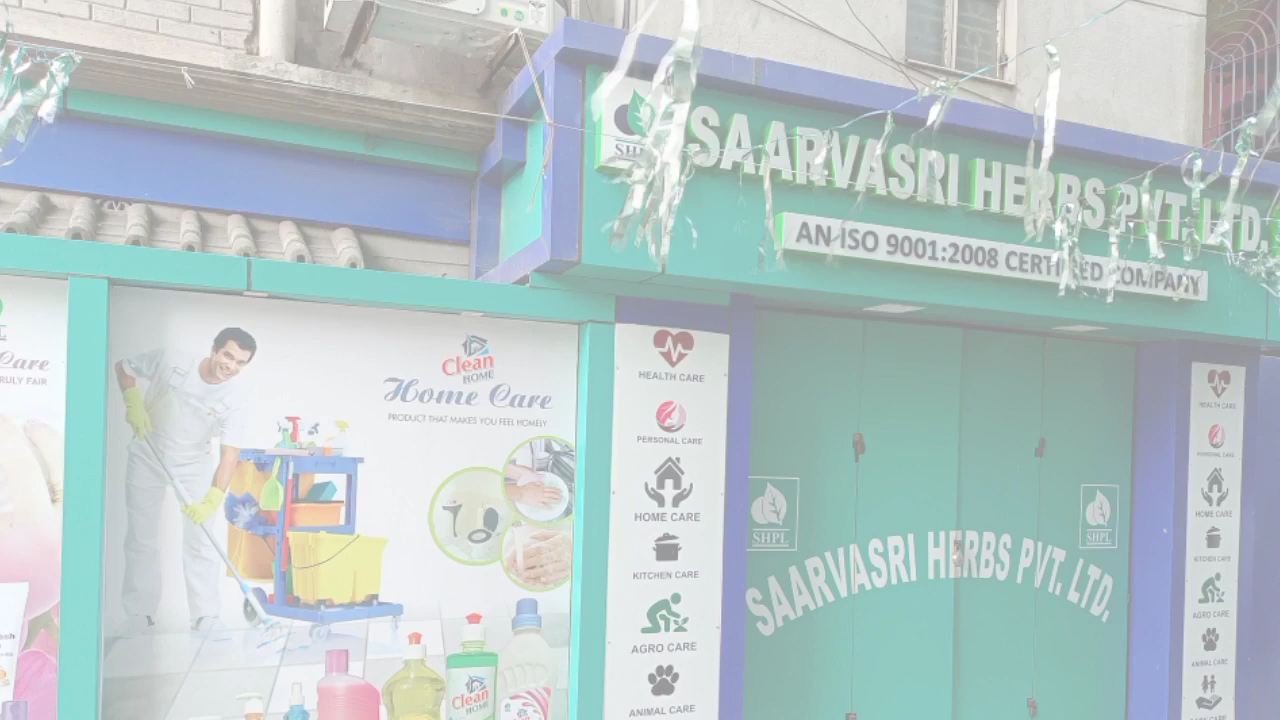 SHPL
SAARVASRI HERBS PVT. LTD.
AN ISO 9001:2008 CERTIFIED COMPANY
Care
RULY FAIR
Clean
HOME
Home Care
PRODUCT THAT MAKES YOU FEEL HOMELY
Clean
HOME
HEALTH CARE
PERSONAL CARE
HOME CARE
KITCHEN CARE
AGRO CARE
ANIMAL CARE
SHPL
SHPL
SAARVASRI HERBS PVT. LTD.
HEALTH CARE
PERSONAL CARE
HOME CARE
KITCHEN CARE
AGRO CARE
ANIMAL CARE